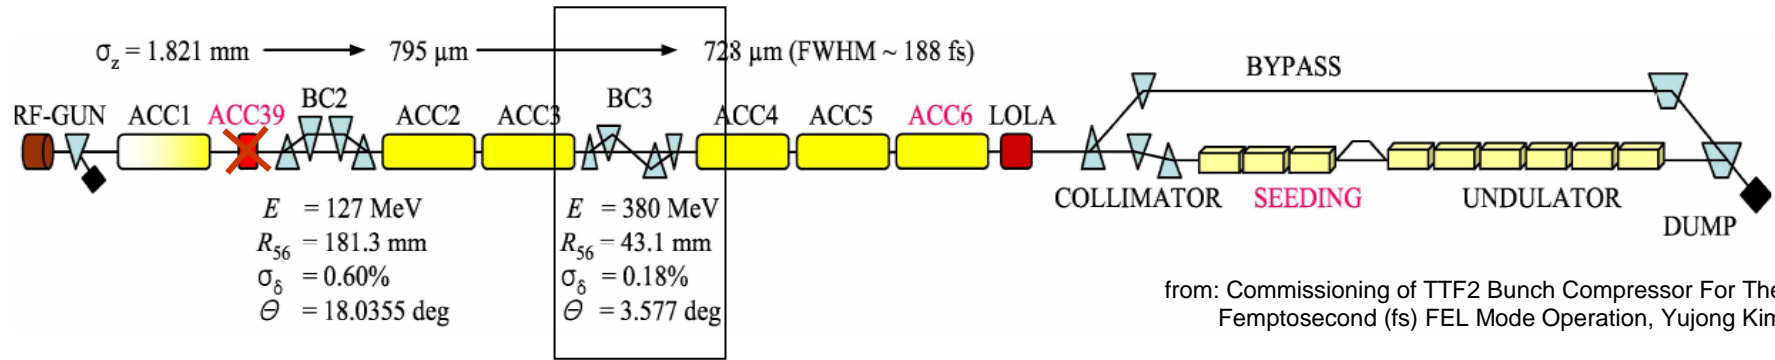 σz = 1.821 mm 795 μm 728 μm (FWHM ~ 188 fs)
BYPASS
RF-GUN ACC1 ACC39 BC2 ACC2 ACC3 BC3 ACC4 ACC5 ACC6 LOLA
COLLIMATOR SEEDING UNDULATOR
DUMP
E = 127 MeV
R56 = 181.3 mm
σδ = 0.60%
Θ = 18.0355 deg
E = 380 MeV
R56 = 43.1 mm
σδ = 0.18%
Θ = 3.577 deg
from: Commissioning of TTF2 Bunch Compressor For The
Femptosecond (fs) FEL Mode Operation, Yujong Kim